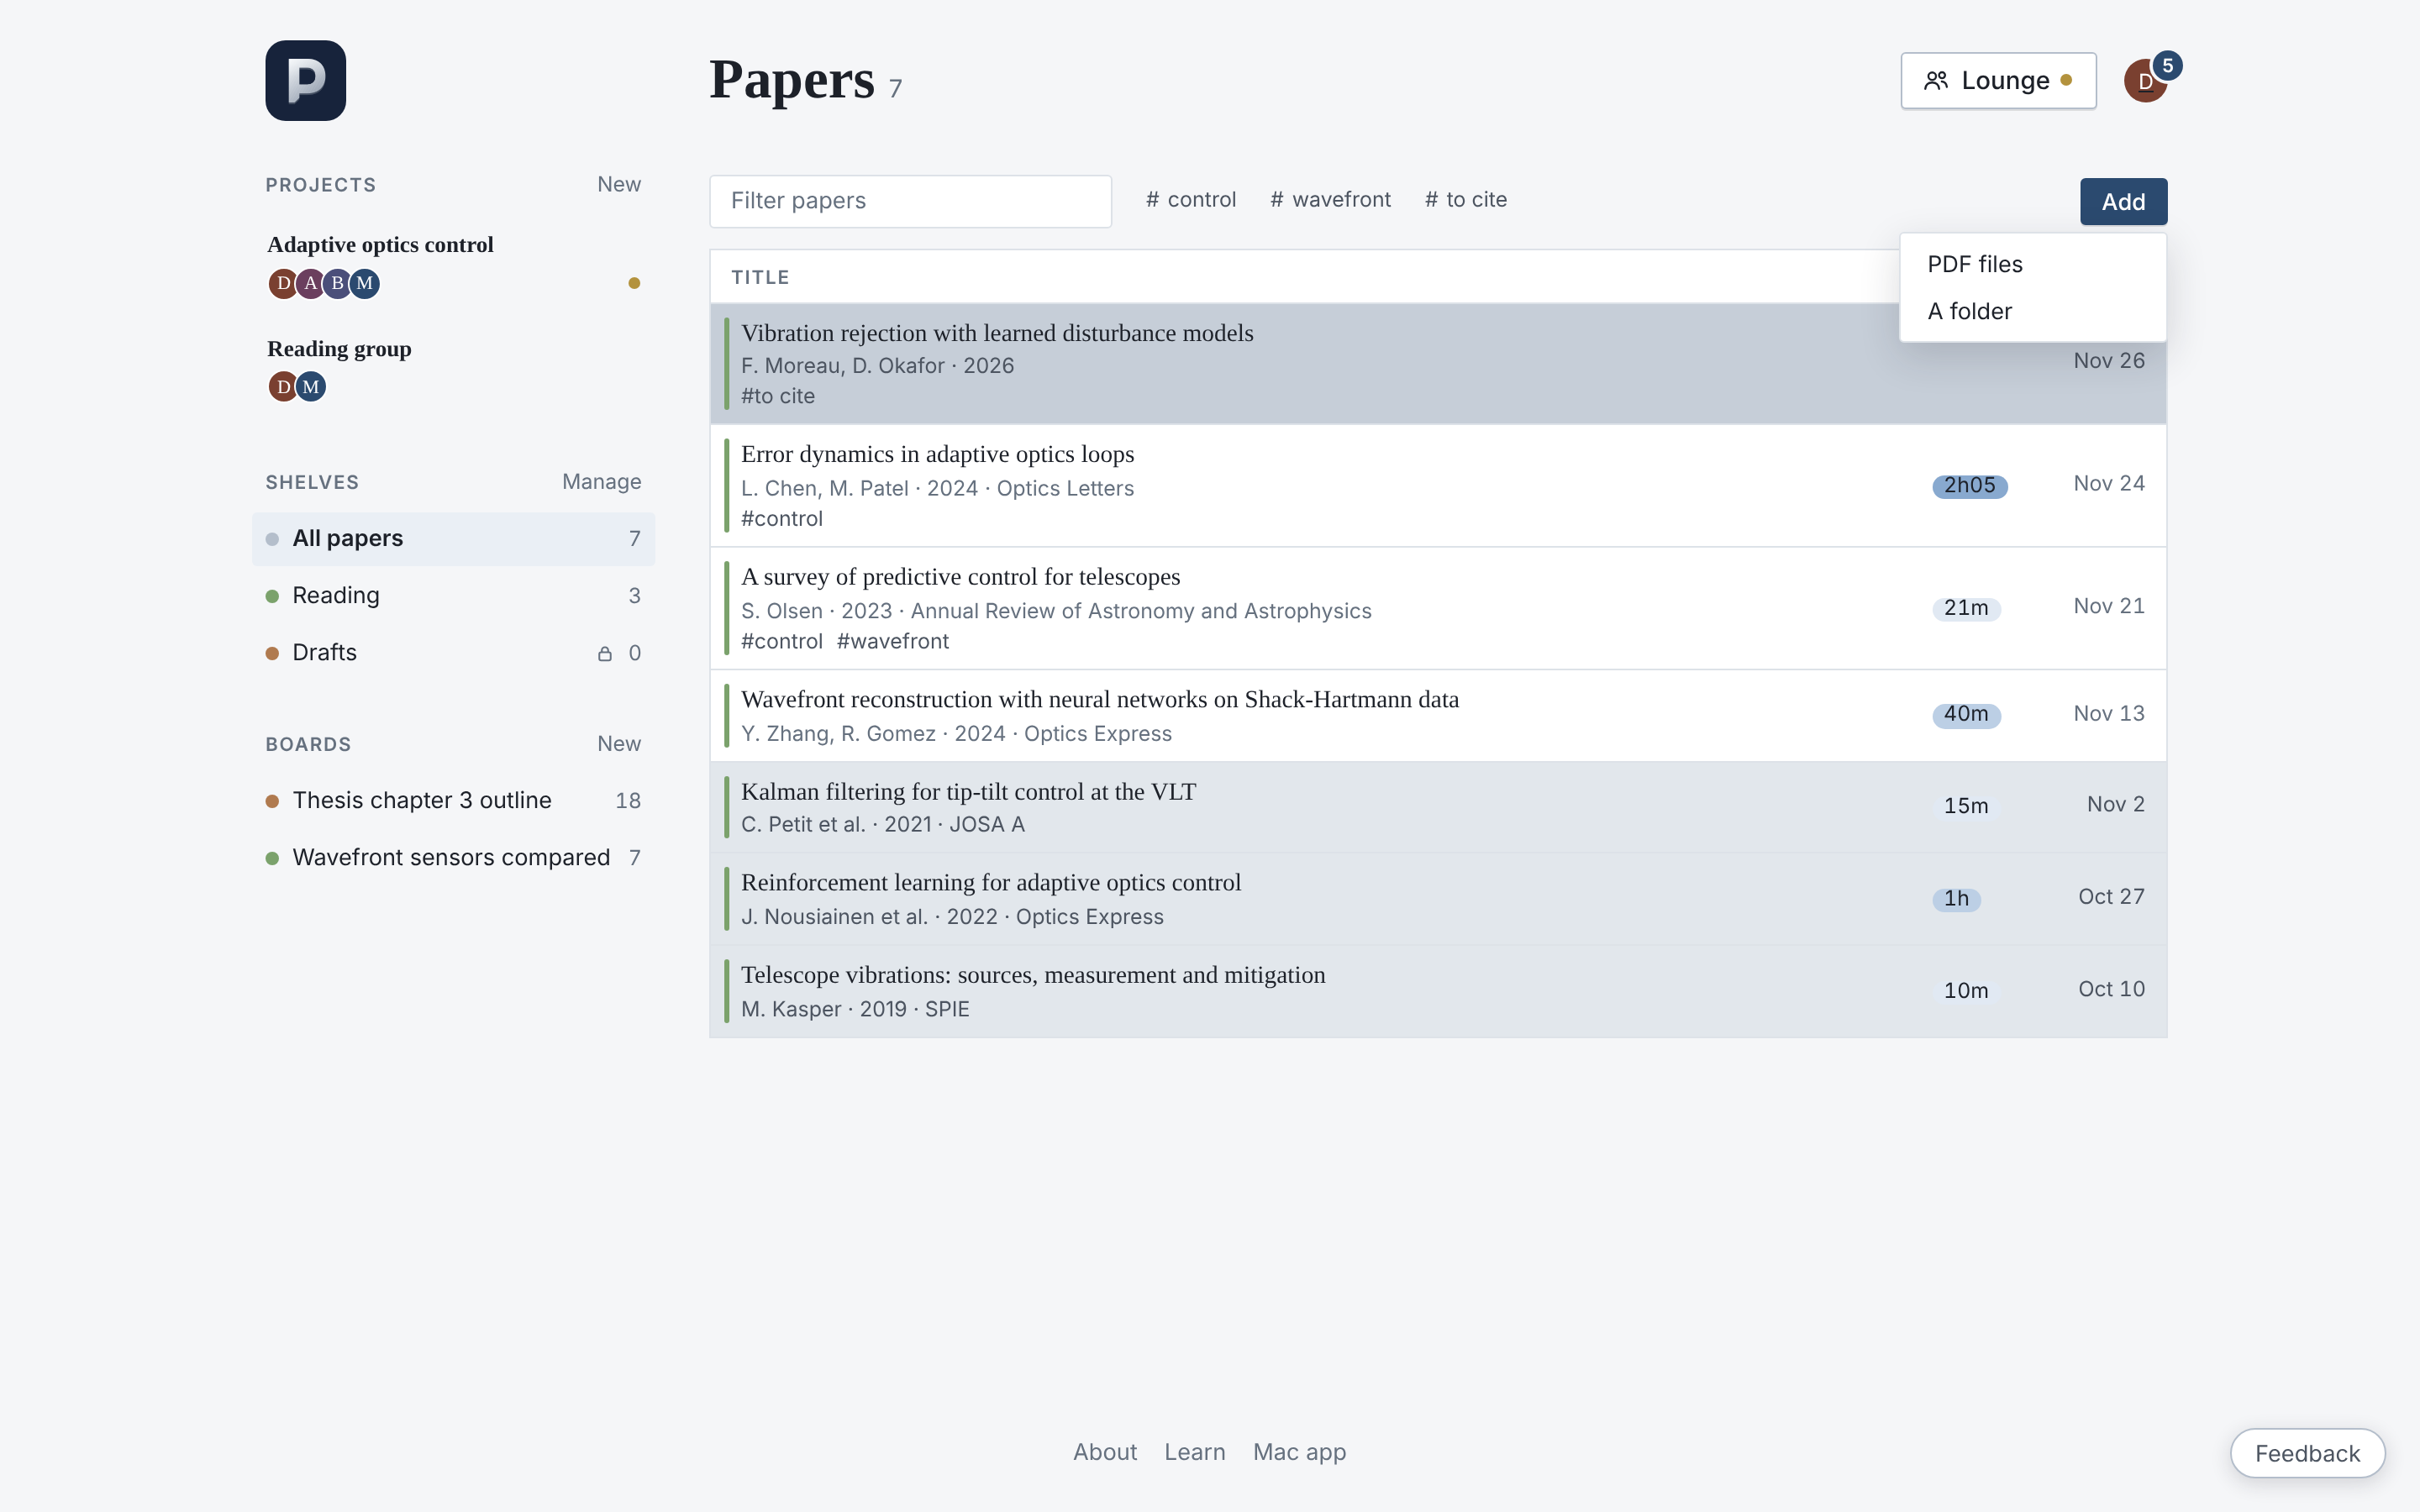 P
Papers 7
Lounge
D
5
PROJECTS New
Adaptive optics control
D A B M
Reading group
D M
SHELVES Manage
All papers 7
Reading 3
Drafts 0
BOARDS New
Thesis chapter 3 outline 18
Wavefront sensors compared 7
Filter papers
# control # wavefront # to cite
Add
PDF files
A folder
TITLE
Vibration rejection with learned disturbance models
F. Moreau, D. Okafor · 2026
#to cite
Nov 26
Error dynamics in adaptive optics loops
L. Chen, M. Patel · 2024 · Optics Letters
#control
2h05 Nov 24
A survey of predictive control for telescopes
S. Olsen · 2023 · Annual Review of Astronomy and Astrophysics
#control #wavefront
21m Nov 21
Wavefront reconstruction with neural networks on Shack-Hartmann data
Y. Zhang, R. Gomez · 2024 · Optics Express
40m Nov 13
Kalman filtering for tip-tilt control at the VLT
C. Petit et al. · 2021 · JOSA A
15m Nov 2
Reinforcement learning for adaptive optics control
J. Nousiainen et al. · 2022 · Optics Express
1h Oct 27
Telescope vibrations: sources, measurement and mitigation
M. Kasper · 2019 · SPIE
10m Oct 10
About Learn Mac app
Feedback